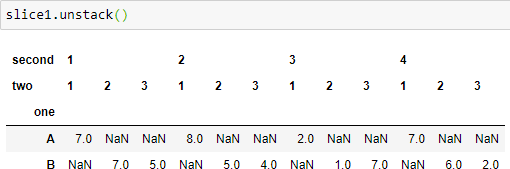 slice1.unstack()
second 1 2 3 4
two 1 2 3 1 2 3 1 2 3 1 2 3
one
A 7.0 NaN NaN 8.0 NaN NaN 2.0 NaN NaN 7.0 NaN NaN
B NaN 7.0 5.0 NaN 5.0 4.0 NaN 1.0 7.0 NaN 6.0 2.0